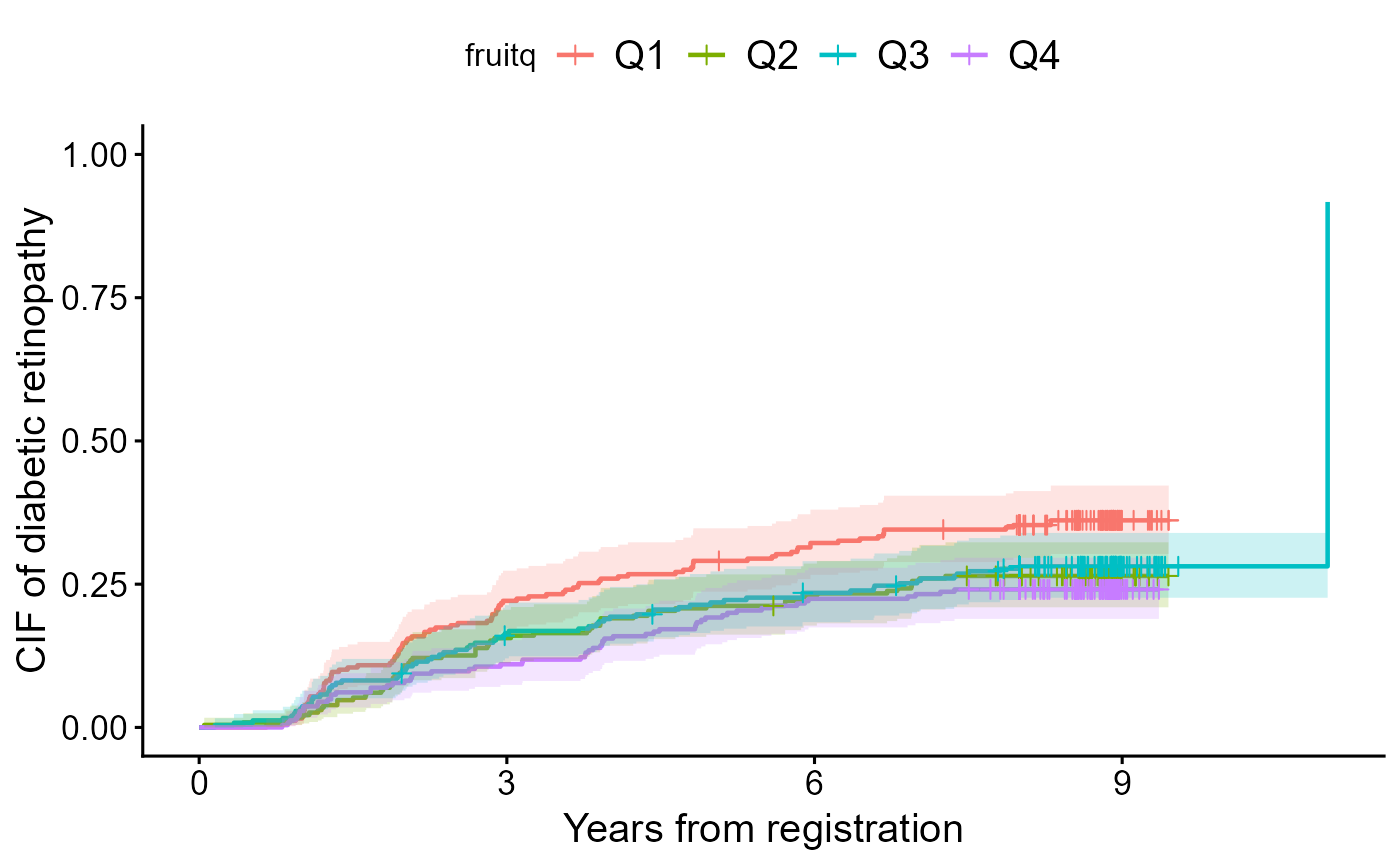 fruitq Q1 Q2 Q3 Q4
CIF of diabetic retinopathy
1.00
0.75
0.50
0.25
0.00
0 3 6 9
Years from registration